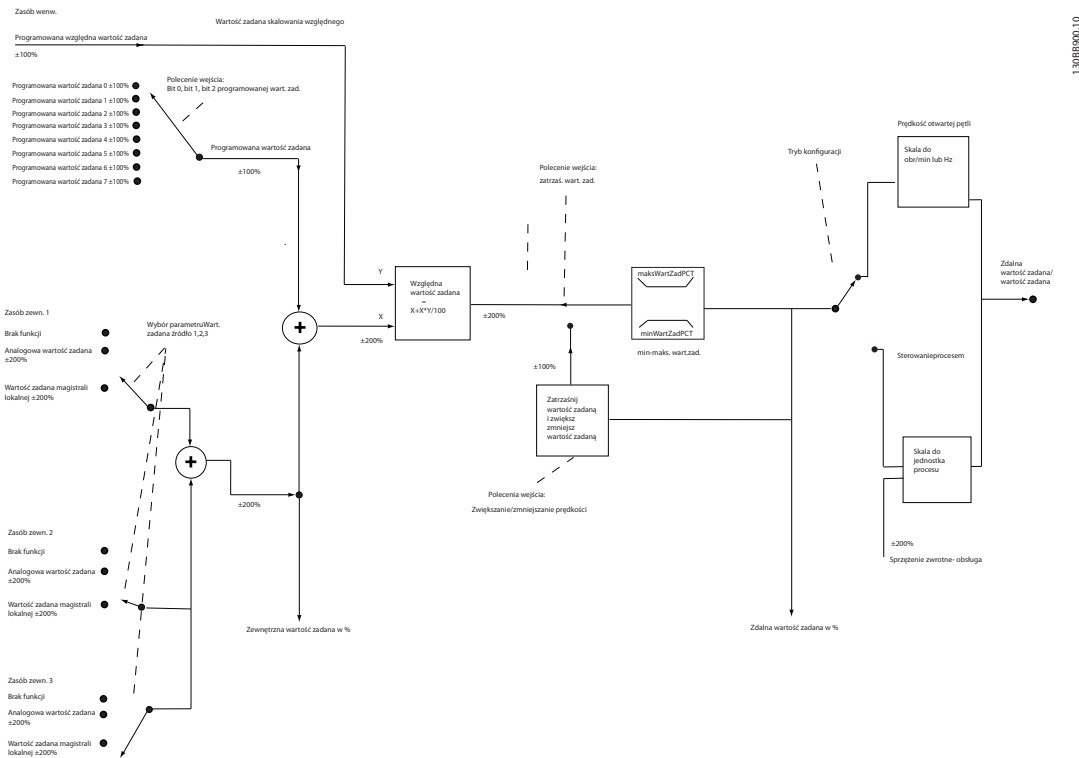 Zasób wenw.
Wartość zadana skalowania względnego
Programowana względna wartość zadana
±100%
130BB900.10
Polecenie wejścia:
Bit 0, bit 1, bit 2 programowanej wart. zad.
Programowana wartość zadana 0 ±100%
Programowana wartość zadana 1 ±100%
Programowana wartość zadana 2 ±100%
Programowana wartość zadana 3 ±100%
Programowana wartość zadana 4 ±100%
Programowana wartość zadana 5 ±100%
Programowana wartość zadana 6 ±100%
Programowana wartość zadana 7 ±100%
Programowana wartość zadana
±100%
Polecenie wejścia:
zatrzaś. wart. zad.
Tryb konfiguracji
Prędkość otwartej pętli
Skala do
obr/min lub Hz
Y
X
±200%
Względna
wartość zadana
=
X+X*Y/100
±200%
maksWartZadPCT
minWartZadPCT
min-maks. wart.zad.
Zdalna
wartość zadana/
wartość zadana
Zasób zewn. 1
Brak funkcji
Analogowa wartość zadana
±200%
Wartość zadana magistrali
lokalnej ±200%
Wybór parametruWart.
zadana źródło 1,2,3
+
+
±200%
±100%
Zatrzaśnij
wartość zadaną
i zwiększ
zmniejsz
wartość zadaną
Polecenia wejścia:
Zwiększanie/zmniejszanie prędkości
Sterowanieprocesem
Skala do
jednostka
procesu
±200%
Sprzężenie zwrotne- obsługa
Zasób zewn. 2
Brak funkcji
Analogowa wartość zadana
±200%
Wartość zadana magistrali
lokalnej ±200%
Zewnętrzna wartość zadana w %
Zdalna wartość zadana w %
Zasób zewn. 3
Brak funkcji
Analogowa wartość zadana
±200%
Wartość zadana magistrali
lokalnej ±200%